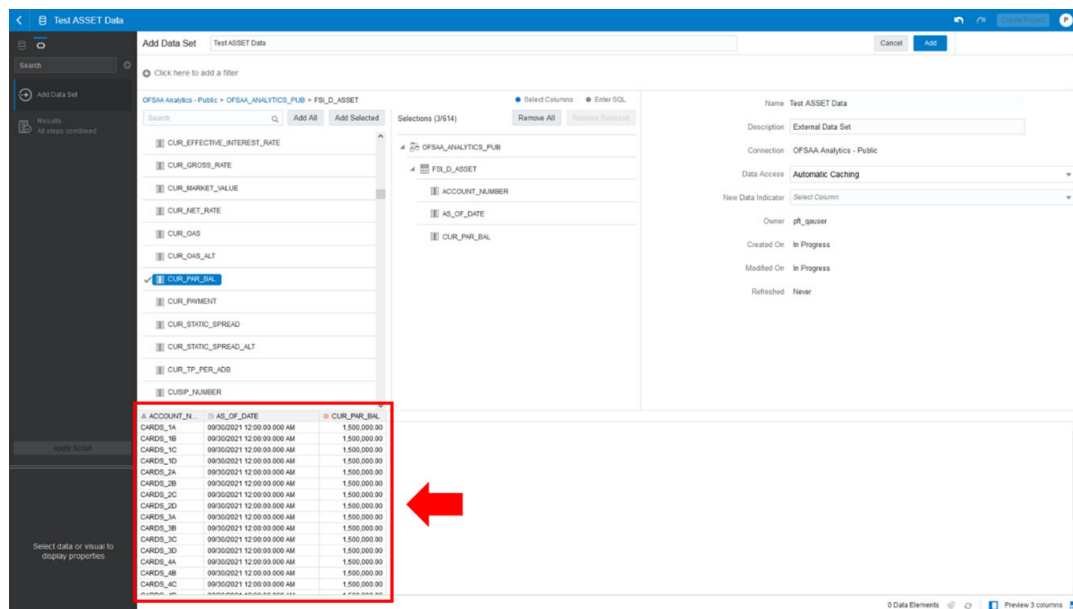 Test ASSET Data
Create Project
P
Search
Add Data Set
Results
All steps combined
Apply Script
Select data or visual to
display properties
Add Data Set Test ASSET Data Cancel Add
Click here to add a filter
OFSAA Analytics - Public > OFSAA_ANALYTICS_PUB > FSI_D_ASSET
Search Add All Add Selected
CUR_EFFECTIVE_INTEREST_RATE
CUR_GROSS_RATE
CUR_MARKET_VALUE
CUR_NET_RATE
CUR_OAS
CUR_OAS_ALT
CUR_PAR_BAL
CUR_PAYMENT
CUR_STATIC_SPREAD
CUR_STATIC_SPREAD_ALT
CUR_TP_PER_ADB
CUSIP_NUMBER
Select Columns Enter SQL
Selections (3/614) Remove All Remove Selected
OFSAA_ANALYTICS_PUB
FSI_D_ASSET
ACCOUNT_NUMBER
AS_OF_DATE
CUR_PAR_BAL
Name Test ASSET Data
Description External Data Set
Connection OFSAA Analytics - Public
Data Access Automatic Caching
New Data Indicator Select Column
Owner pft_qauser
Created On In Progress
Modified On In Progress
Refreshed Never
A ACCOUNT_N... AS_OF_DATE CUR_PAR_BAL
CARDS_1A 09/30/2021 12:00:00.000 AM 1,500,000.00
CARDS_1B 09/30/2021 12:00:00.000 AM 1,500,000.00
CARDS_1C 09/30/2021 12:00:00.000 AM 1,500,000.00
CARDS_1D 09/30/2021 12:00:00.000 AM 1,500,000.00
CARDS_2A 09/30/2021 12:00:00.000 AM 1,500,000.00
CARDS_2B 09/30/2021 12:00:00.000 AM 1,500,000.00
CARDS_2C 09/30/2021 12:00:00.000 AM 1,500,000.00
CARDS_2D 09/30/2021 12:00:00.000 AM 1,500,000.00
CARDS_3A 09/30/2021 12:00:00.000 AM 1,500,000.00
CARDS_3B 09/30/2021 12:00:00.000 AM 1,500,000.00
CARDS_3C 09/30/2021 12:00:00.000 AM 1,500,000.00
CARDS_3D 09/30/2021 12:00:00.000 AM 1,500,000.00
CARDS_4A 09/30/2021 12:00:00.000 AM 1,500,000.00
CARDS_4B 09/30/2021 12:00:00.000 AM 1,500,000.00
CARDS_4C 09/30/2021 12:00:00.000 AM 1,500,000.00
0 Data Elements Preview 3 columns